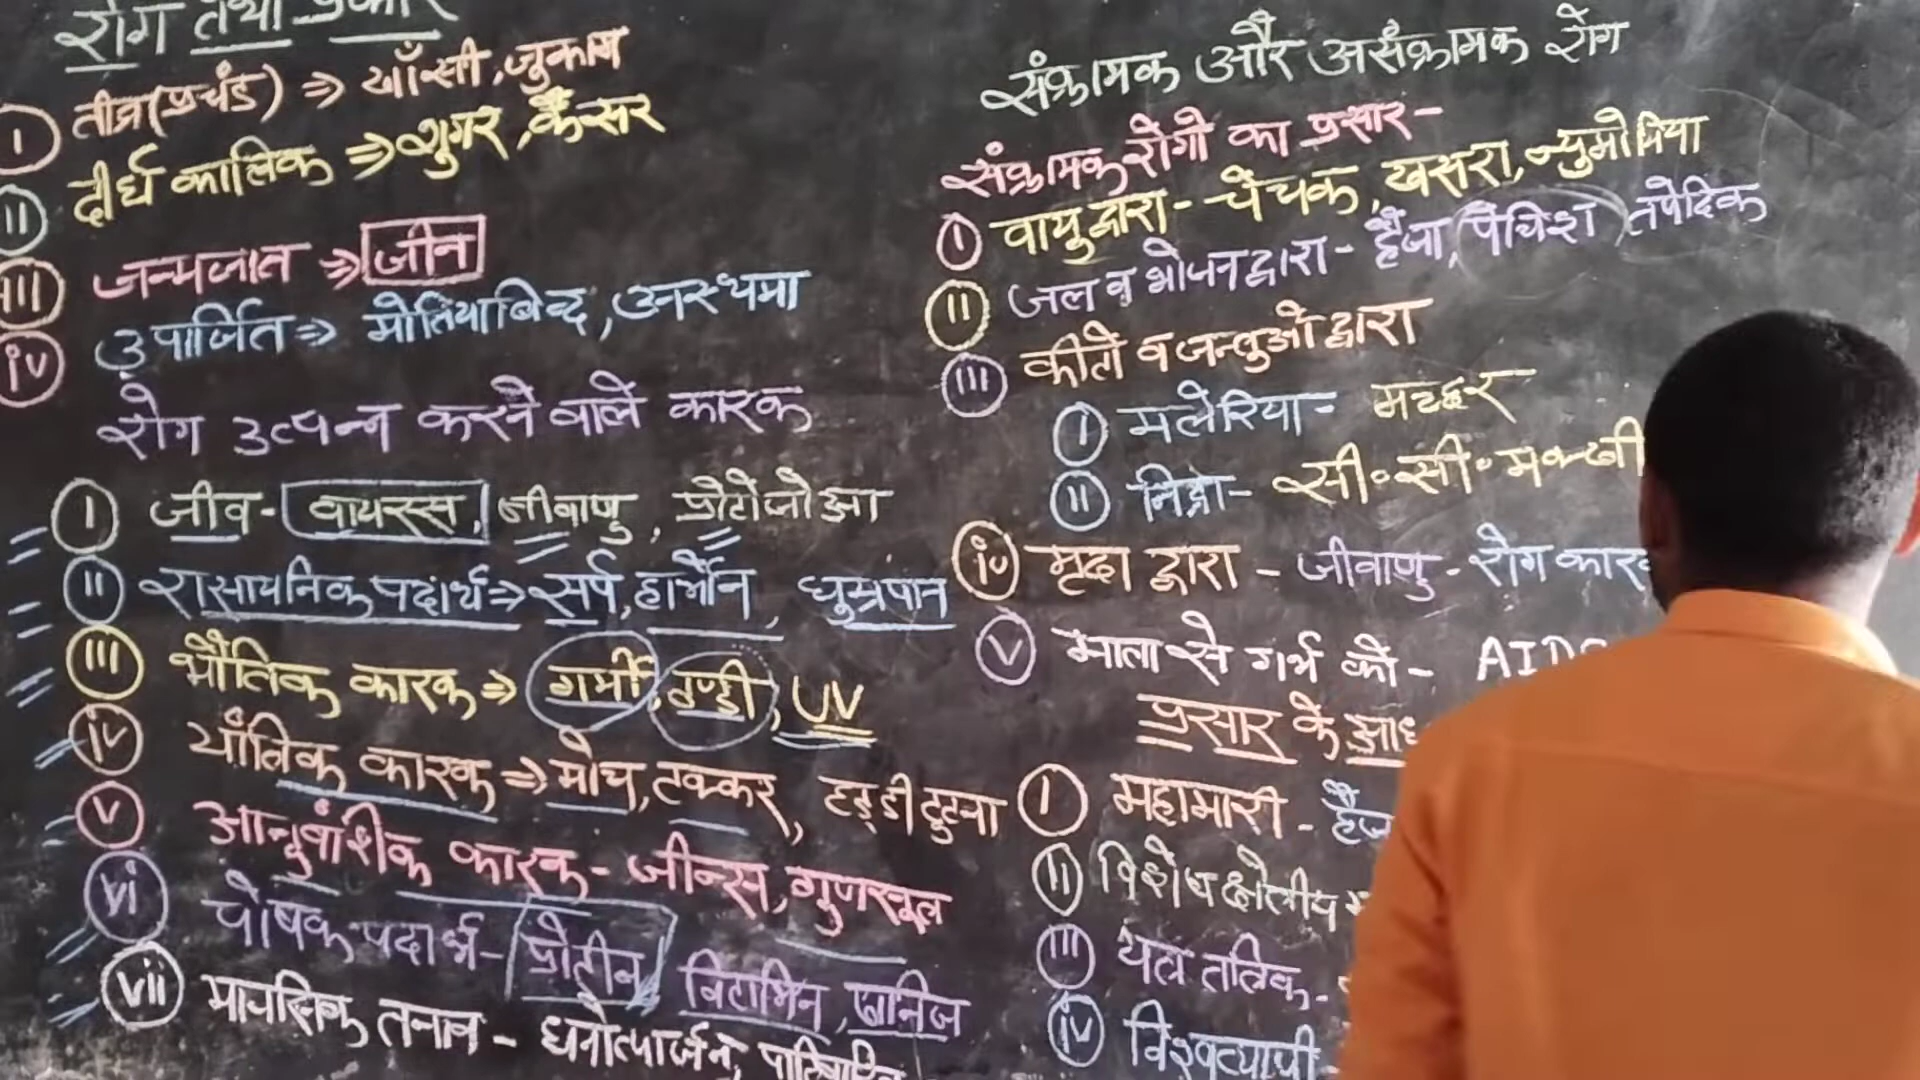 रोग तथा प्रकार
I तीव्र(प्रचंड) ⇒ खाँसी, जुकाम
II दीर्घ कालिक ⇒ शुगर, कैंसर
III जन्मजात ⇒ जीन
iv उपार्जित ⇒ मोतियाबिन्द, अस्थमा
रोग उत्पन्न करने वाले कारक
I जीव - वायरस, जीवाणु, प्रोटोजोआ
II रासायनिक पदार्थ ⇒ सर्प, हार्मोन, धुम्रपान
III भौतिक कारक ⇒ गर्मी, ठण्डी, UV
iv यांत्रिक कारक ⇒ मोच, टक्कर, हड्डी टुटना
v आनुवांशिक कारक - जीन्स, गुणसूत्र
vi पोषक पदार्थ - प्रोटीन, विटामिन, खनिज
vii मानसिक तनाव - धनोत्पार्जन,
संक्रामक और असंक्रामक रोग
संक्रामक रोगो का प्रसार -
I वायु द्वारा - चेचक, खसरा, न्युमोनिया
तपेदिक
II जल व भोजन द्वारा - हैजा, पेचिश
III कीटो व जन्तुओ द्वारा
I मलेरिया - मच्छर
II निद्रा - सी॰सी॰मक्खी
iv मृदा द्वारा - जीवाणु - रोग कारक
v माता से गर्भ को - AIDS
प्रसार के आध
I महामारी - हैज
II विशेष क्षेत्रीय
III यत्र तत्रिक -
iv विश्वव्यापी -